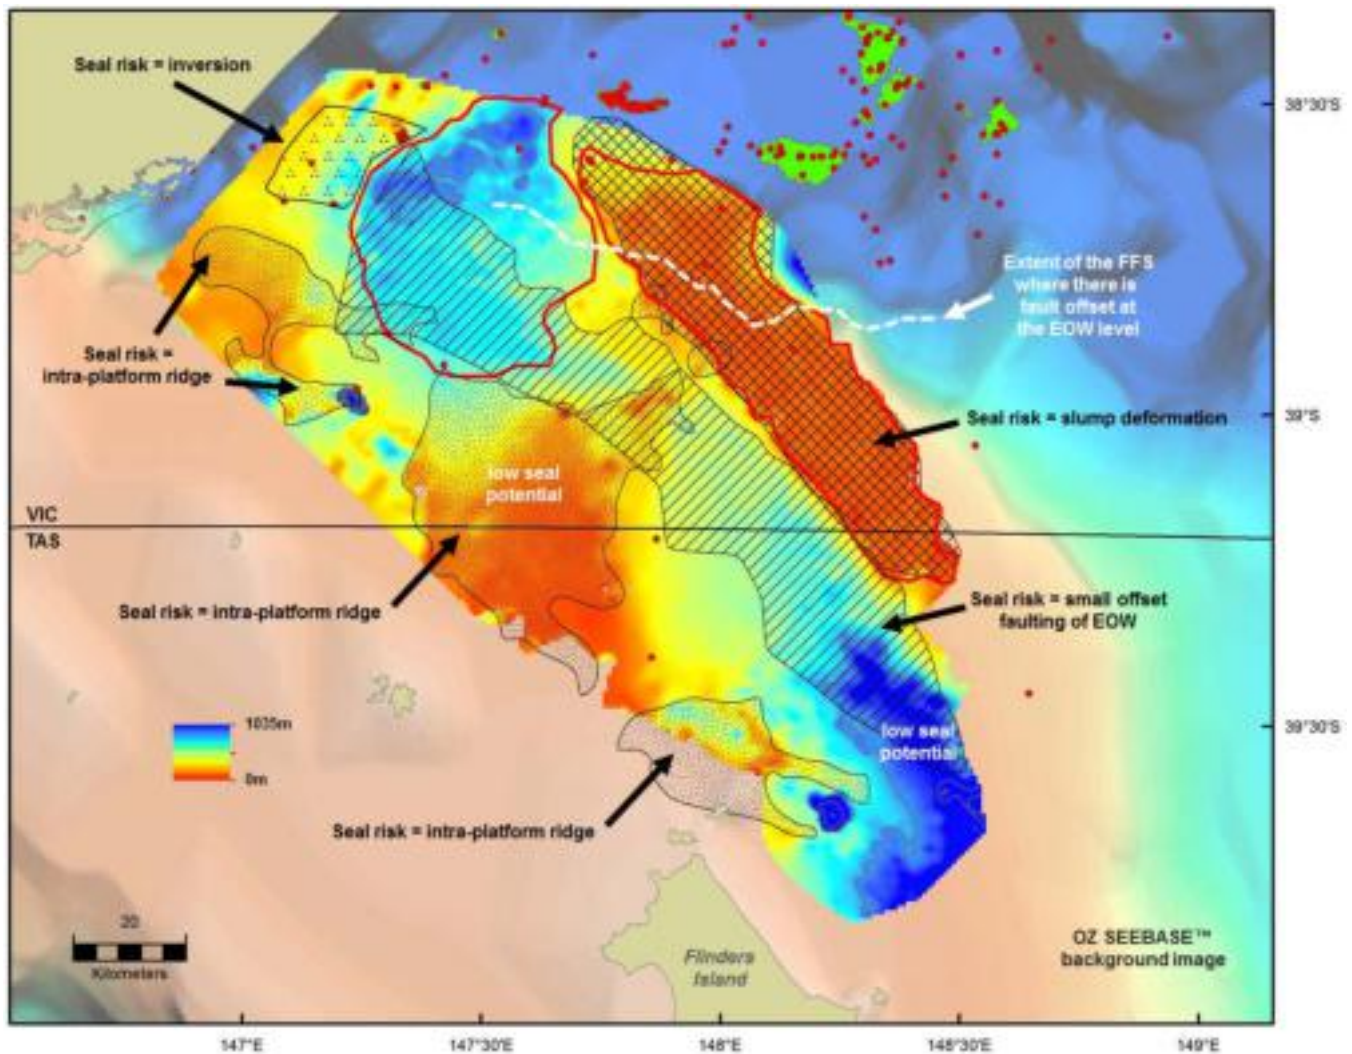 Seal risk = inversion
38°30'S
Extent of the FFS
where there is
fault offset at
the EOW level
Seal risk =
intra-platform ridge
39°S
Seal risk = slump deformation
low seal
potential
VIC
TAS
Seal risk = intra-platform ridge
Seal risk = small offset
faulting of EOW
1035m
0m
39°30'S
low seal
potential
Seal risk = intra-platform ridge
20
Kilometers
Flinders
Island
OZ SEEBASE™
background image
147°E
147°30'E
148°E
148°30'E
149°E